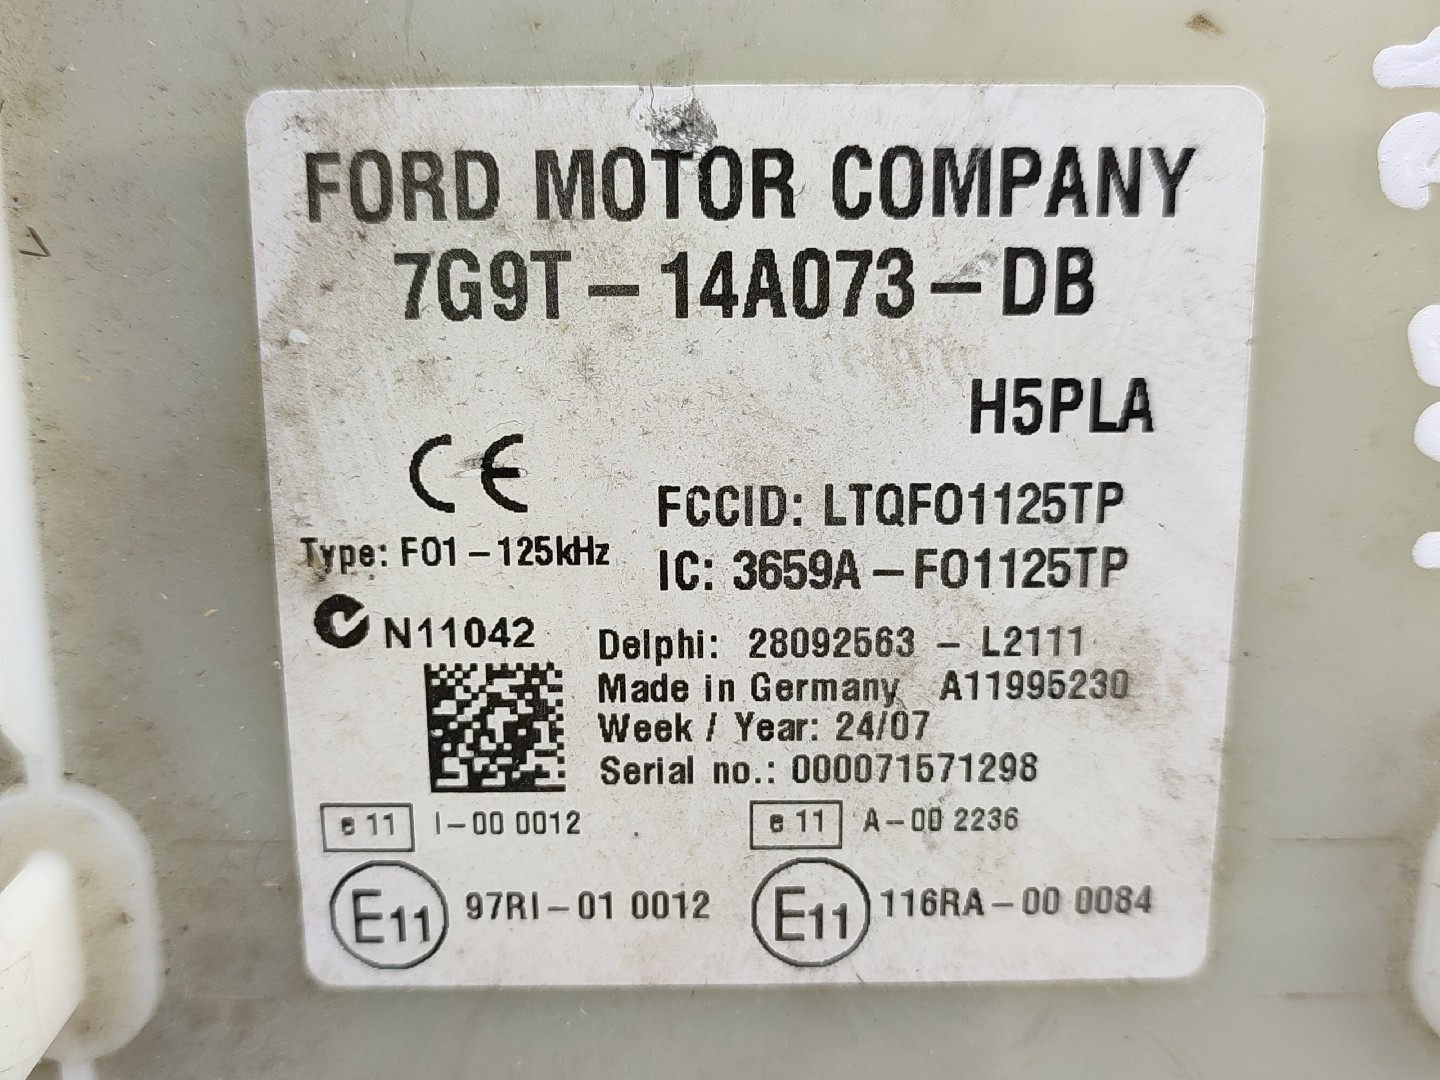 FORD MOTOR COMPANY
7G9T-14A073-DB
H5PLA
CE
FCCID: LTQF01125TP
Type: F01-125kHz
IC: 3659A-F01125TP
N11042
Delphi: 28092563 - L2111
Made in Germany A11995230
Week / Year: 24/07
Serial no.: 000071571298
e 11 I-00 0012
e 11 A-00 2236
E11 97RI-01 0012
E11 116RA-00 0084